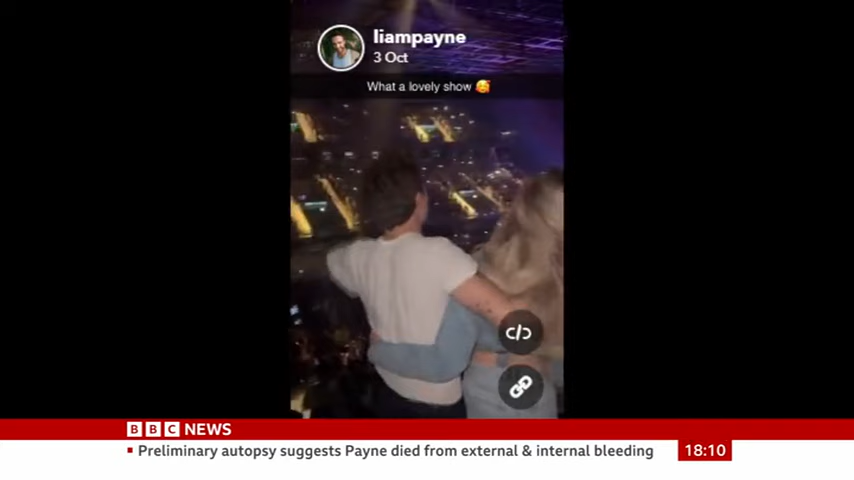 liampayne
3 Oct
What a lovely show 🥰
BBC NEWS
Preliminary autopsy suggests Payne died from external & internal bleeding
18:10